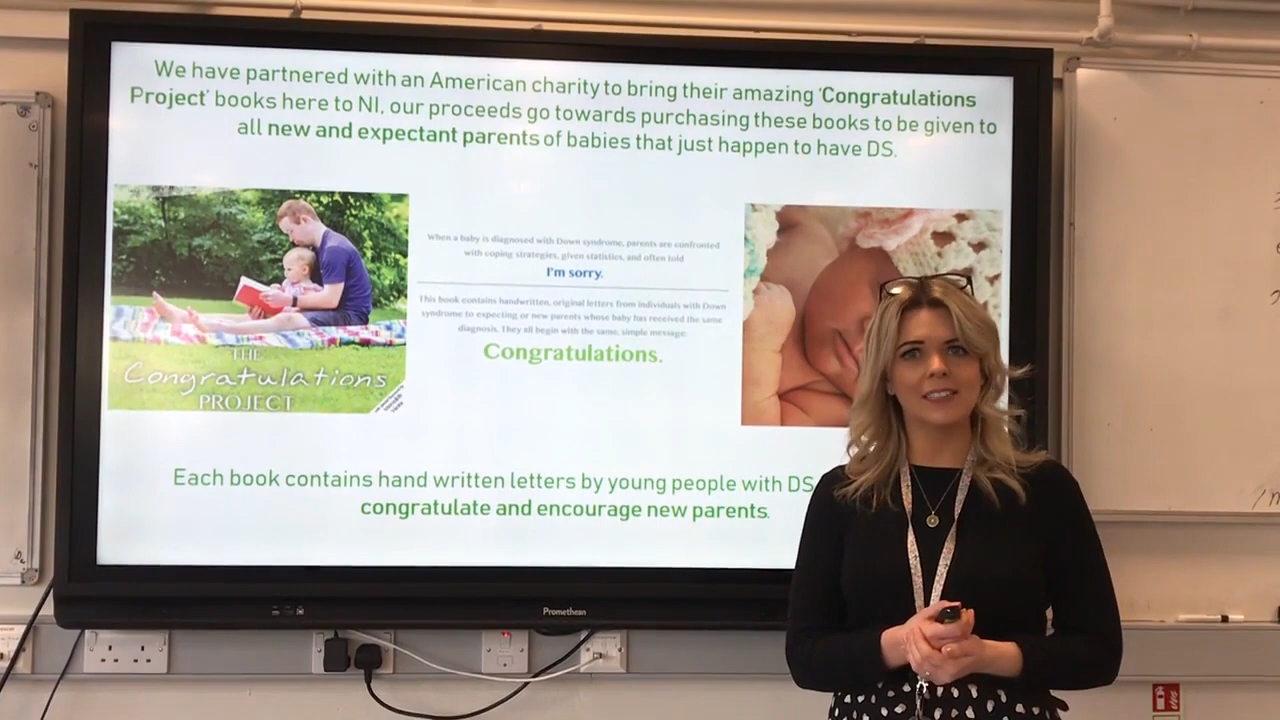 We have partnered with an American charity to bring their amazing ‘Congratulations
Project’ books here to NI, our proceeds go towards purchasing these books to be given to
all new and expectant parents of babies that just happen to have DS.
THE
Congratulations
PROJECT
When a baby is diagnosed with Down syndrome, parents are confronted
with coping strategies, given statistics, and often told
I'm sorry.
This book contains handwritten, original letters from individuals with Down
syndrome to expecting or new parents whose baby has received the same
diagnosis. They all begin with the same, simple message:
Congratulations.
Each book contains hand written letters by young people with DS
congratulate and encourage new parents.
Promethean